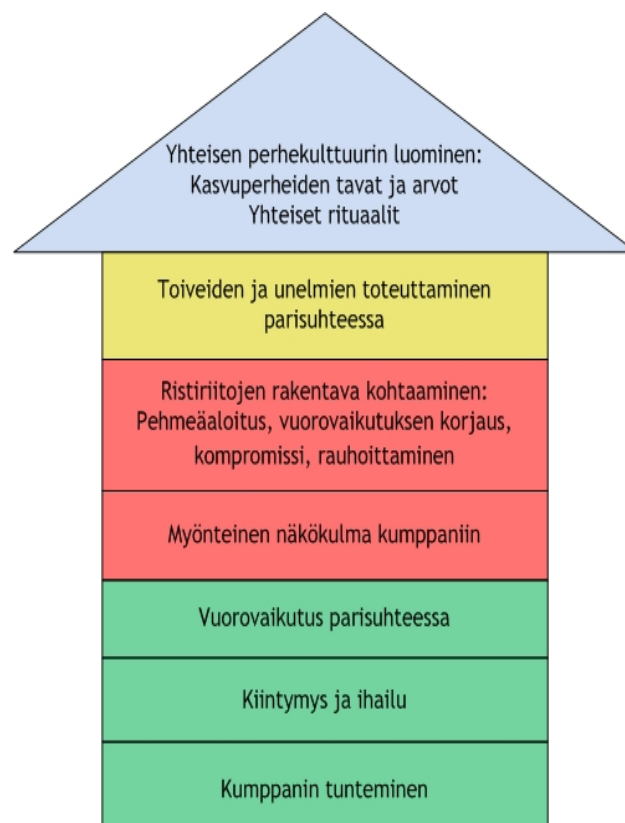 Yhteisen perhekulttuurin luominen:
Kasvuperheiden tavat ja arvot
Yhteiset rituaalit
Toiveiden ja unelmien toteuttaminen
parisuhteessa
Ristiriitojen rakentava kohtaaminen:
Pehmeäaloitus, vuorovaikutuksen korjaus,
kompromissi, rauhoittaminen
Myönteinen näkökulma kumppaniin
Vuorovaikutus parisuhteessa
Kiintymys ja ihailu
Kumppanin tunteminen